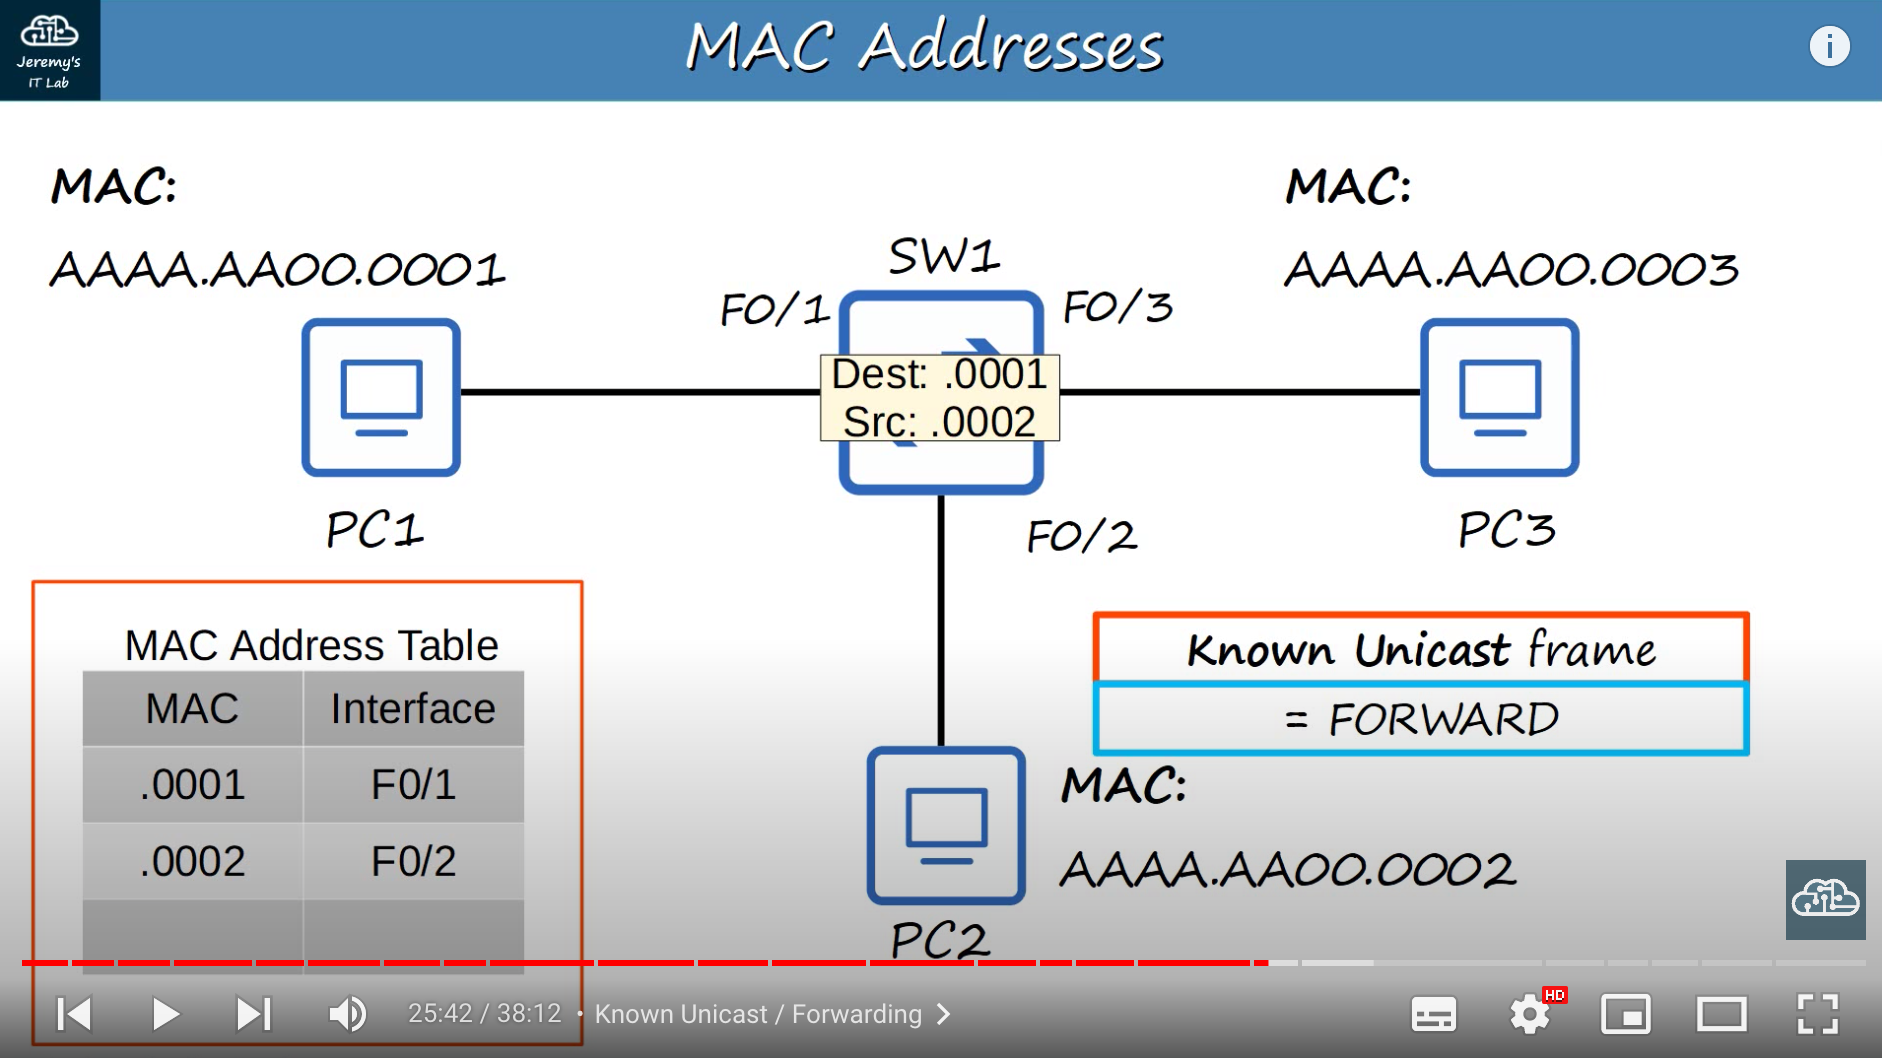 Jeremy's
IT Lab
MAC Addresses
MAC:
AAAA.AA00.0001
SW1
MAC:
AAAA.AA00.0003
F0/1
F0/3
Dest: .0001
Src: .0002
PC1
F0/2
PC3
MAC Address Table
MAC Interface
.0001 F0/1
.0002 F0/2
Known Unicast frame
= FORWARD
MAC:
AAAA.AA00.0002
PC2
25:42 / 38:12 • Known Unicast / Forwarding
HD